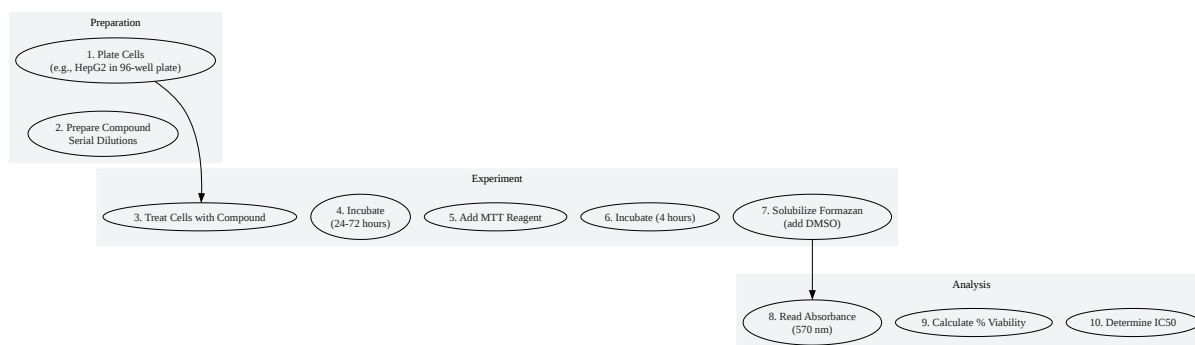 Preparation
1. Plate Cells
(e.g., HepG2 in 96-well plate)
2. Prepare Compound
Serial Dilutions
Experiment
3. Treat Cells with Compound
4. Incubate
(24-72 hours)
5. Add MTT Reagent
6. Incubate (4 hours)
7. Solubilize Formazan
(add DMSO)
Analysis
8. Read Absorbance
(570 nm)
9. Calculate % Viability
10. Determine IC50